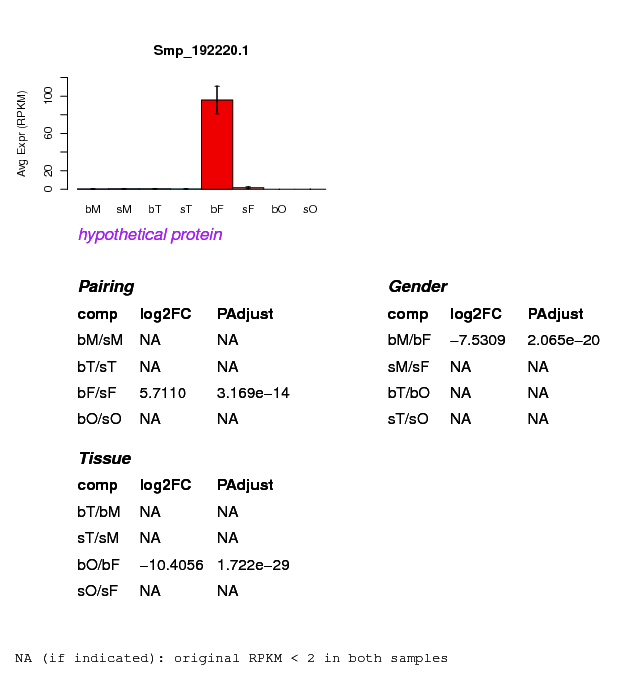 Smp_192220.1
Avg Expr (RPKM)
0 20 60 100
bM sM bT sT bF sF bO sO
hypothetical protein
Pairing
comp log2FC PAdjust
bM/sM NA NA
bT/sT NA NA
bF/sF 5.7110 3.169e−14
bO/sO NA NA
Gender
comp log2FC PAdjust
bM/bF −7.5309 2.065e−20
sM/sF NA NA
bT/bO NA NA
sT/sO NA NA
Tissue
comp log2FC PAdjust
bT/bM NA NA
sT/sM NA NA
bO/bF −10.4056 1.722e−29
sO/sF NA NA
NA (if indicated): original RPKM < 2 in both samples